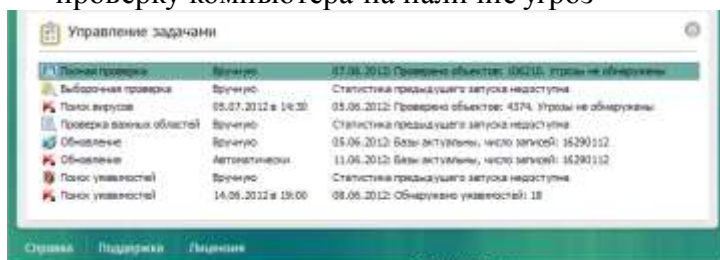 проверку компьютера на наличие угроз
Управление задачами
Полная проверка Вручную 07.06.2012: Проверено объектов: 106210. Угрозы не обнаружены
Выборочная проверка Вручную Статистика предыдущего запуска недоступна
Поиск вирусов 05.07.2012 в 14:30 05.06.2012: Проверено объектов: 4374. Угрозы не обнаружены
Проверка важных областей Вручную Статистика предыдущего запуска недоступна
Обновление Вручную 05.06.2012: Базы актуальны, число записей: 16290112
Обновление Автоматически 11.06.2012: Базы актуальны, число записей: 16290112
Поиск уязвимостей Вручную Статистика предыдущего запуска недоступна
Поиск уязвимостей 14.06.2012 в 19:00 08.06.2012: Обнаружено уязвимостей: 18
Справка Поддержка Лицензия